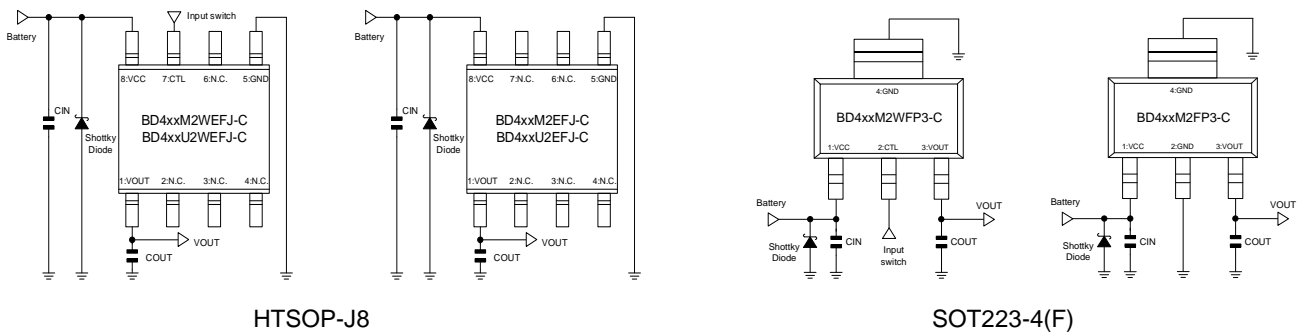 Battery
Input switch
8:VCC 7:CTL 6:N.C. 5:GND
CIN
BD4xxM2WEFJ-C
BD4xxU2WEFJ-C
Shottky
Diode
1:VOUT 2:N.C. 3:N.C. 4:N.C.
VOUT
COUT
Battery
8:VCC 7:N.C. 6:N.C. 5:GND
CIN
BD4xxM2EFJ-C
BD4xxU2EFJ-C
Shottky
Diode
1:VOUT 2:N.C. 3:N.C. 4:N.C.
VOUT
COUT
HTSOP-J8
4:GND
BD4xxM2WFP3-C
1:VCC 2:CTL 3:VOUT
Battery
VOUT
Shottky
Diode
CIN
Input
switch
COUT
4:GND
BD4xxM2FP3-C
1:VCC 2:GND 3:VOUT
Battery
VOUT
Shottky
Diode
CIN
COUT
SOT223-4(F)